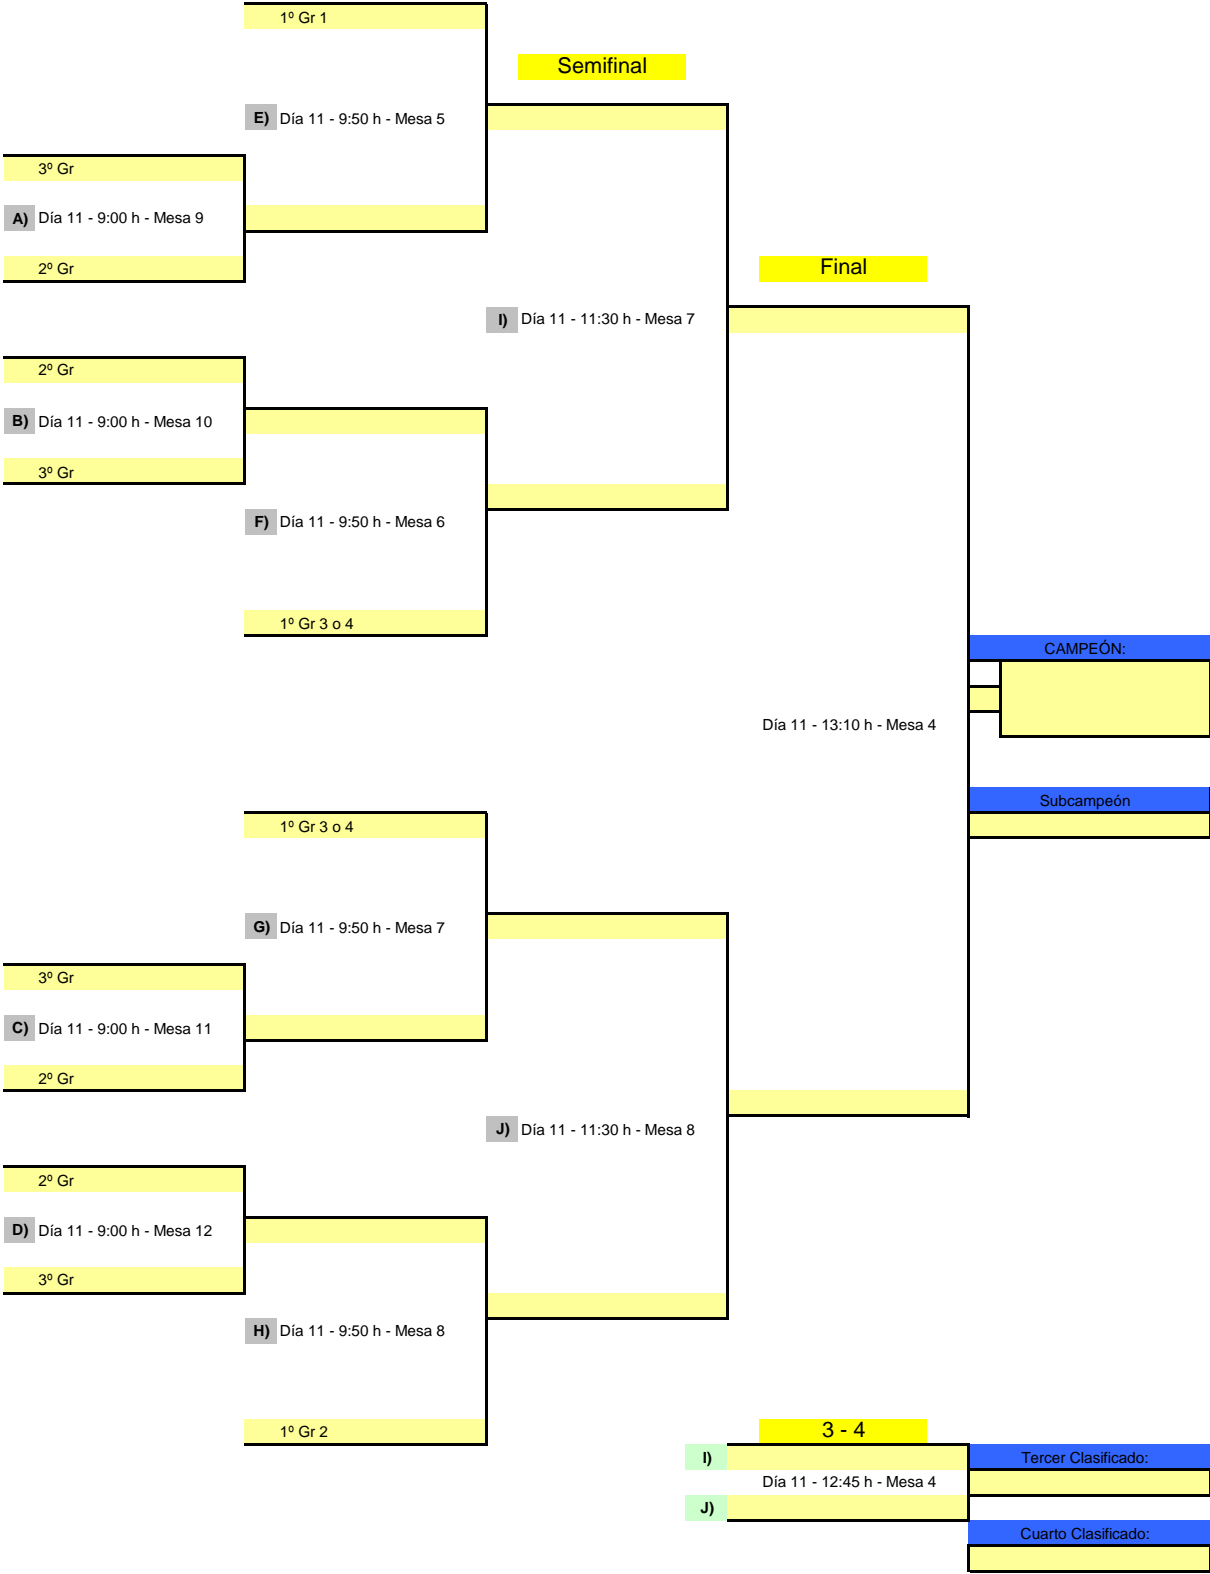 1º Gr 1
Semifinal
E) Día 11 - 9:50 h - Mesa 5
3º Gr
A) Día 11 - 9:00 h - Mesa 9
2º Gr
Final
I) Día 11 - 11:30 h - Mesa 7
2º Gr
B) Día 11 - 9:00 h - Mesa 10
3º Gr
F) Día 11 - 9:50 h - Mesa 6
1º Gr 3 o 4
CAMPEÓN:
Día 11 - 13:10 h - Mesa 4
Subcampeón
1º Gr 3 o 4
G) Día 11 - 9:50 h - Mesa 7
3º Gr
C) Día 11 - 9:00 h - Mesa 11
2º Gr
J) Día 11 - 11:30 h - Mesa 8
2º Gr
D) Día 11 - 9:00 h - Mesa 12
3º Gr
H) Día 11 - 9:50 h - Mesa 8
1º Gr 2
3 - 4
I)
Tercer Clasificado:
Día 11 - 12:45 h - Mesa 4
J)
Cuarto Clasificado: